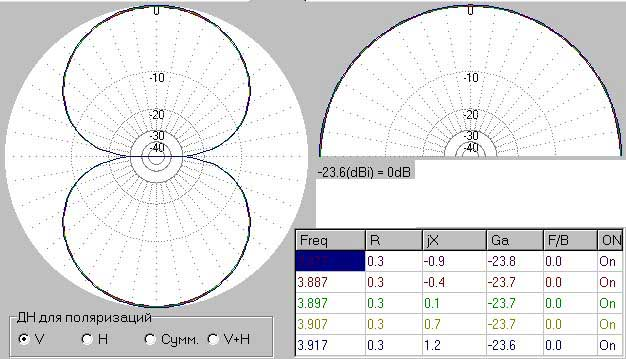 0
-10
-20
-30
-40
0
-10
-20
-30
-40
-23.6(dBi) = 0dB
Freq R jX Ga F/B ON
0.3 -0.9 -23.8 0.0 On
3.887 0.3 -0.4 -23.7 0.0 On
3.897 0.3 0.1 -23.7 0.0 On
3.907 0.3 0.7 -23.7 0.0 On
3.917 0.3 1.2 -23.6 0.0 On
ДН для поляризаций
V H Сумм. V+H